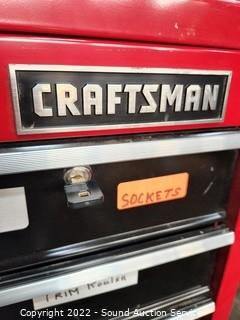 CRAFTSMAN
SOCKETS
TRIM Router
Copyright 2022 - Sound Auction Service